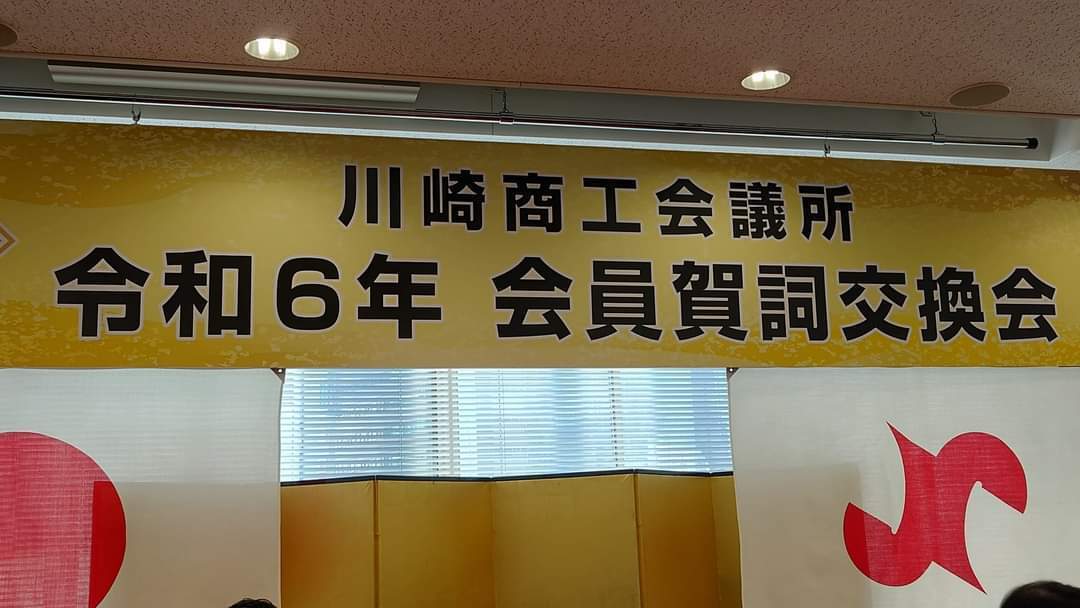 川崎商工会議所
令和6年 会員賀詞交換会